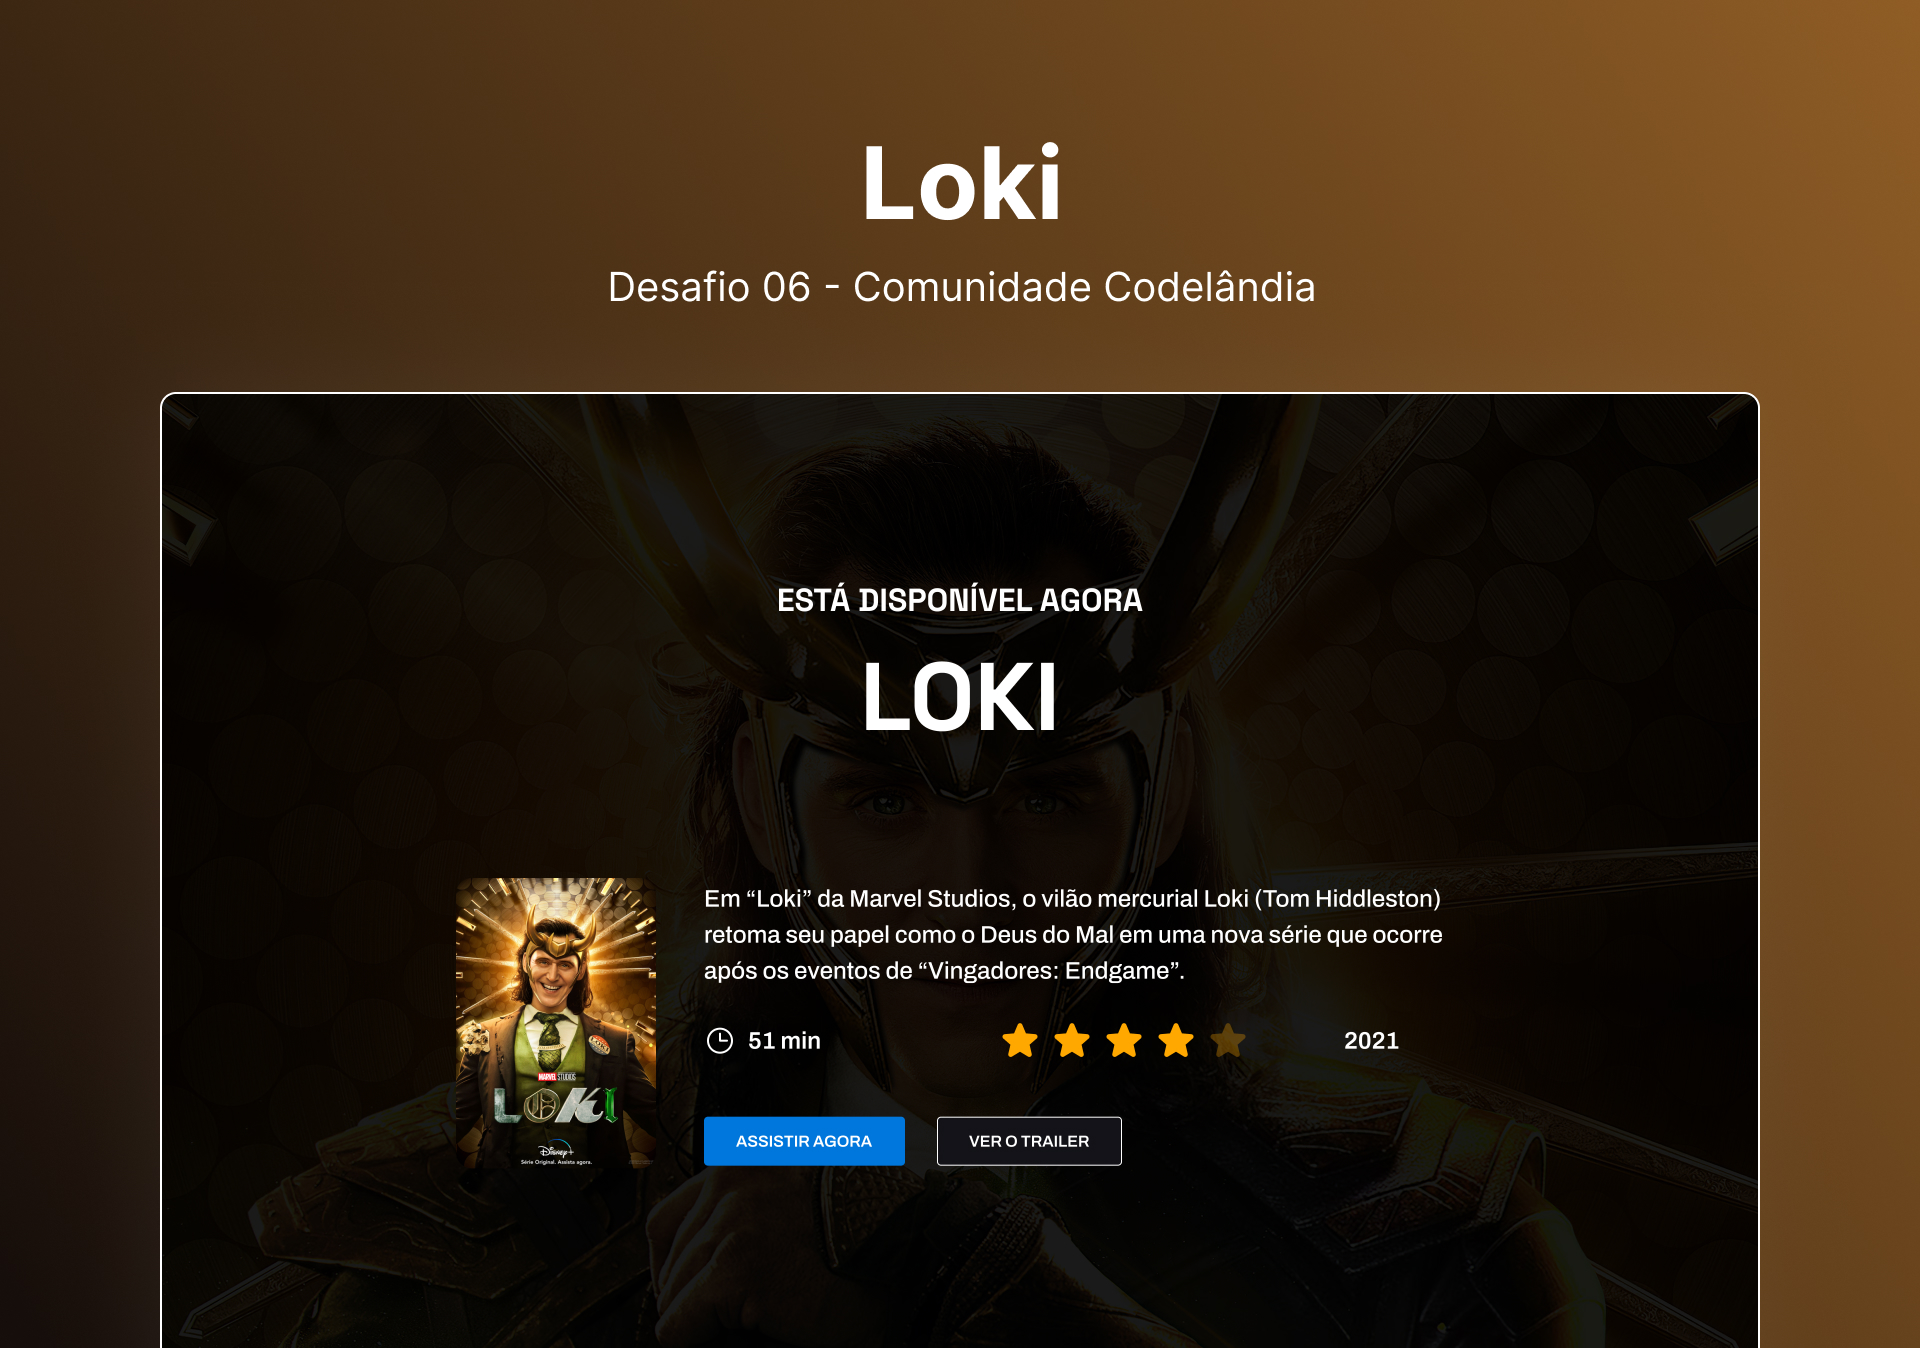 Loki
Desafio 06 - Comunidade Codelândia
ESTÁ DISPONÍVEL AGORA
LOKI
Em “Loki” da Marvel Studios, o vilão mercurial Loki (Tom Hiddleston)
retoma seu papel como o Deus do Mal em uma nova série que ocorre
após os eventos de “Vingadores: Endgame”.
51 min
2021
LOKI
MARVEL STUDIOS
LOKI
Disney+
Série Original. Assista agora.
ASSISTIR AGORA
VER O TRAILER